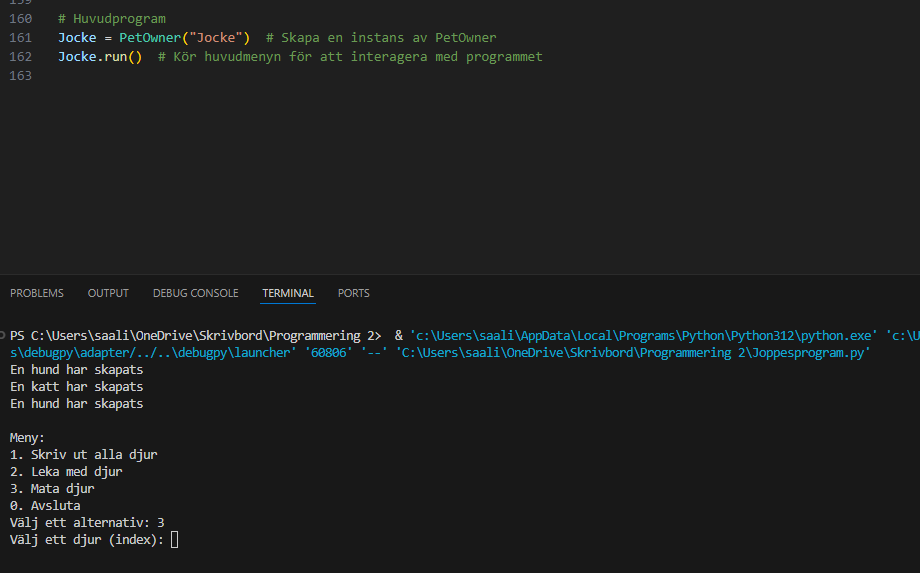 159
160 # Huvudprogram
161 Jocke = PetOwner("Jocke")  # Skapa en instans av PetOwner
162 Jocke.run()  # Kör huvudmenyn för att interagera med programmet
163
PROBLEMS OUTPUT DEBUG CONSOLE TERMINAL PORTS
PS C:\Users\saali\OneDrive\Skrivbord\Programmering 2>  & 'c:\Users\saali\AppData\Local\Programs\Python\Python312\python.exe' 'c:\U
s\debugpy\adapter/../..\debugpy\launcher' '60806' '--' 'C:\Users\saali\OneDrive\Skrivbord\Programmering 2\Joppesprogram.py'
En hund har skapats
En katt har skapats
En hund har skapats
Meny:
1. Skriv ut alla djur
2. Leka med djur
3. Mata djur
0. Avsluta
Välj ett alternativ: 3
Välj ett djur (index):